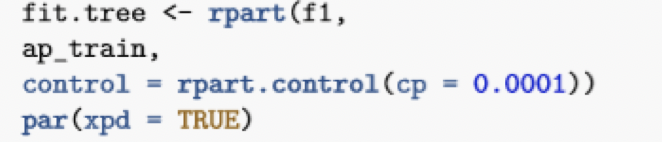 fit.tree <- rpart(f1,
ap_train,
control = rpart.control(cp = 0.0001))
par(xpd = TRUE)